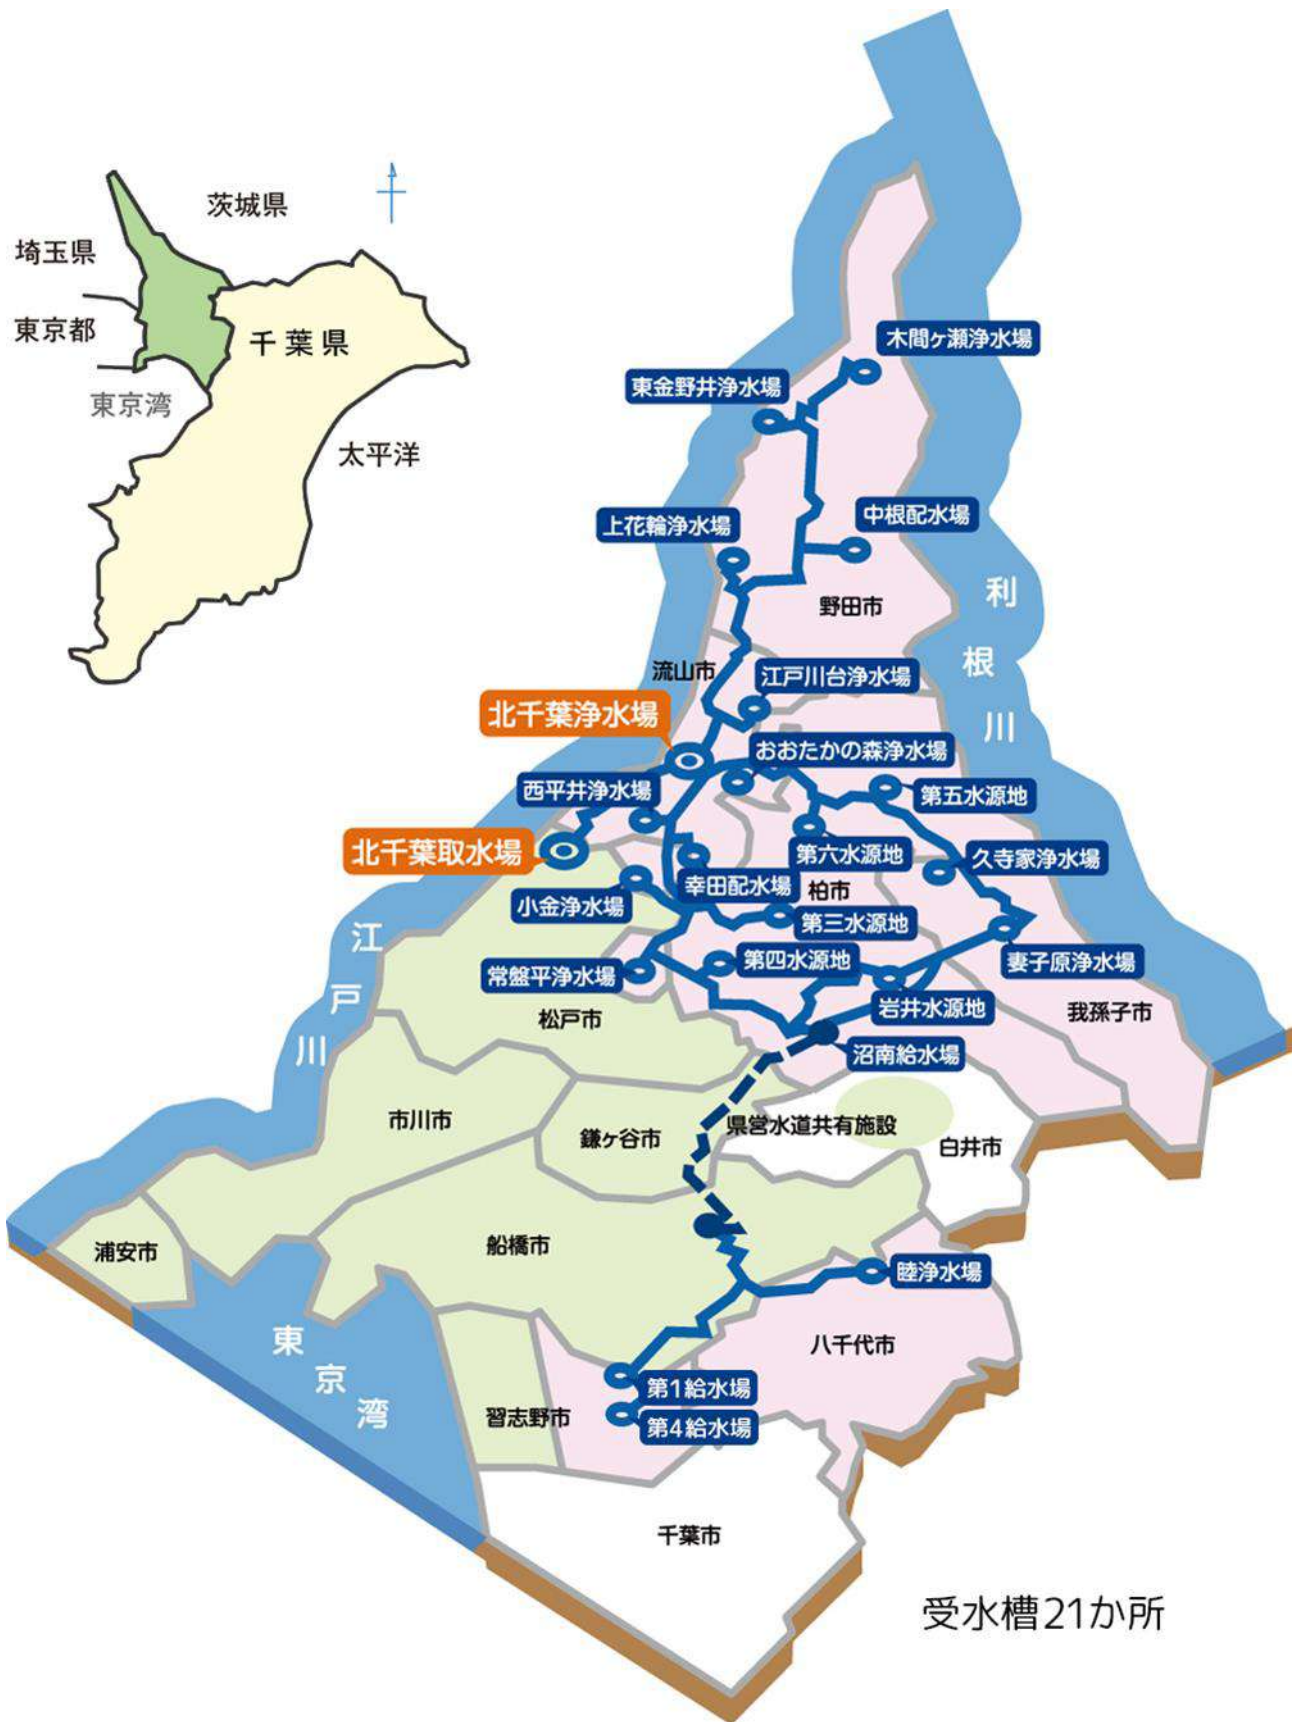 茨城県
埼玉県
東京都
千葉県
東京湾
太平洋
木間ヶ瀬浄水場
東金野井浄水場
中根配水場
上花輪浄水場
野田市
利根川
流山市
江戸川台浄水場
北千葉浄水場
おおたかの森浄水場
西平井浄水場
第五水源地
北千葉取水場
第六水源地
久寺家浄水場
幸田配水場
柏市
小金浄水場
第三水源地
江戸川
常盤平浄水場
第四水源地
妻子原浄水場
岩井水源地
我孫子市
松戸市
沼南給水場
市川市
鎌ヶ谷市
県営水道共有施設
白井市
浦安市
船橋市
睦浄水場
東京湾
八千代市
第1給水場
習志野市
第4給水場
千葉市
受水槽21か所